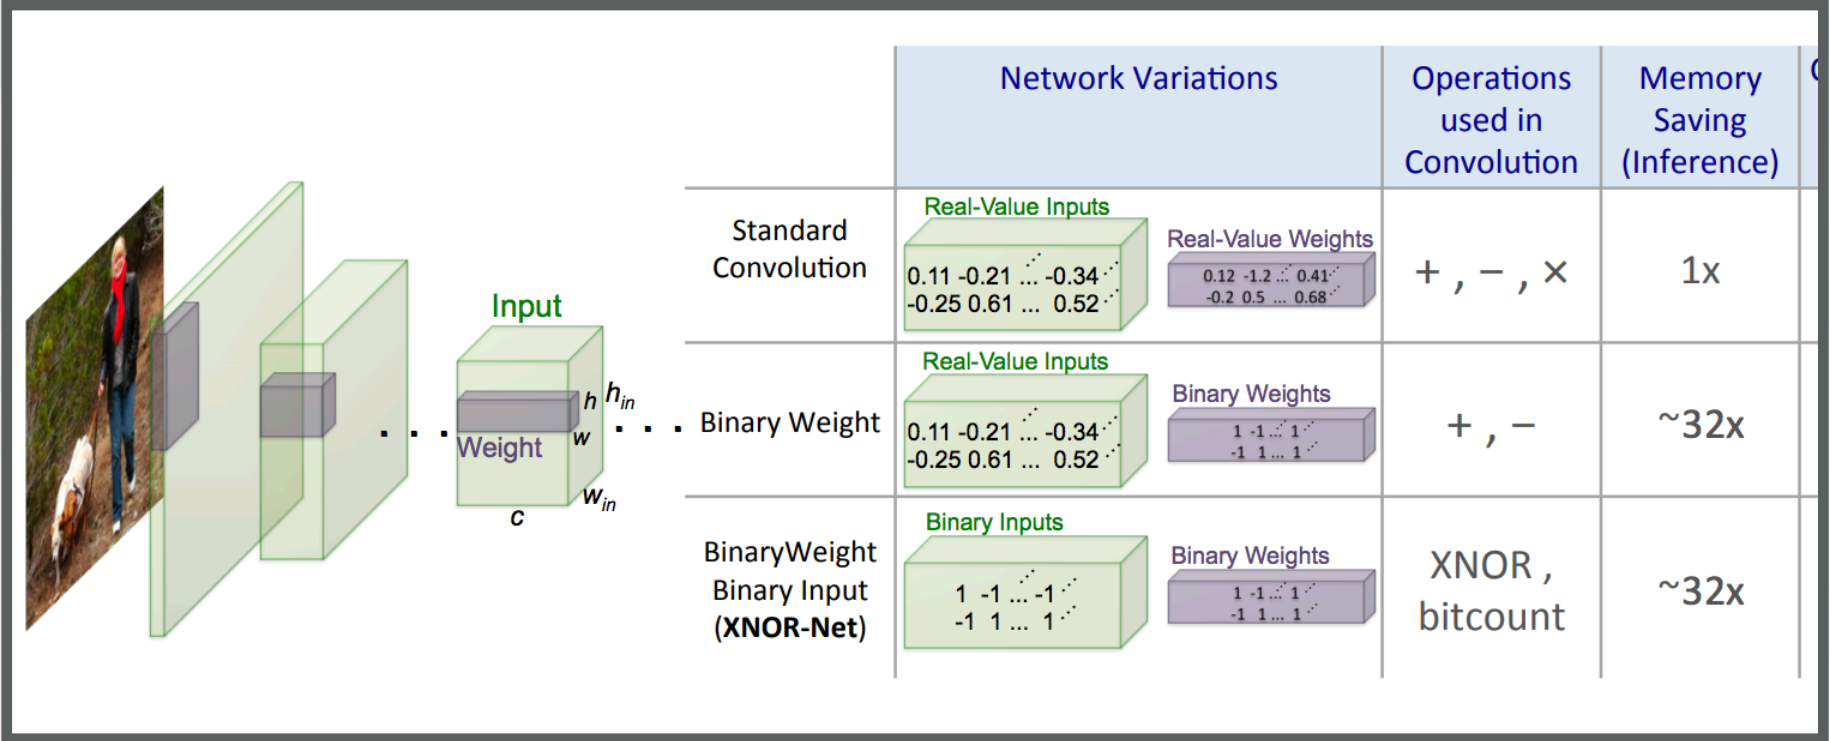 Network Variations
Operations
used in
Convolution
Memory
Saving
(Inference)
Standard
Convolution
Real-Value Inputs
0.11 -0.21 ... -0.34
-0.25 0.61 ... 0.52
Real-Value Weights
0.12 -1.2 ... 0.41
-0.2 0.5 ... 0.68
+ , − , ×
1x
Input
Weight
h
h_in
w
w_in
c
. . .
. . .
Binary Weight
Real-Value Inputs
0.11 -0.21 ... -0.34
-0.25 0.61 ... 0.52
Binary Weights
1 -1 ... 1
-1 1 ... 1
+ , −
~32x
BinaryWeight
Binary Input
(XNOR-Net)
Binary Inputs
1 -1 ... -1
-1 1 ... 1
Binary Weights
1 -1 ... 1
-1 1 ... 1
XNOR ,
bitcount
~32x